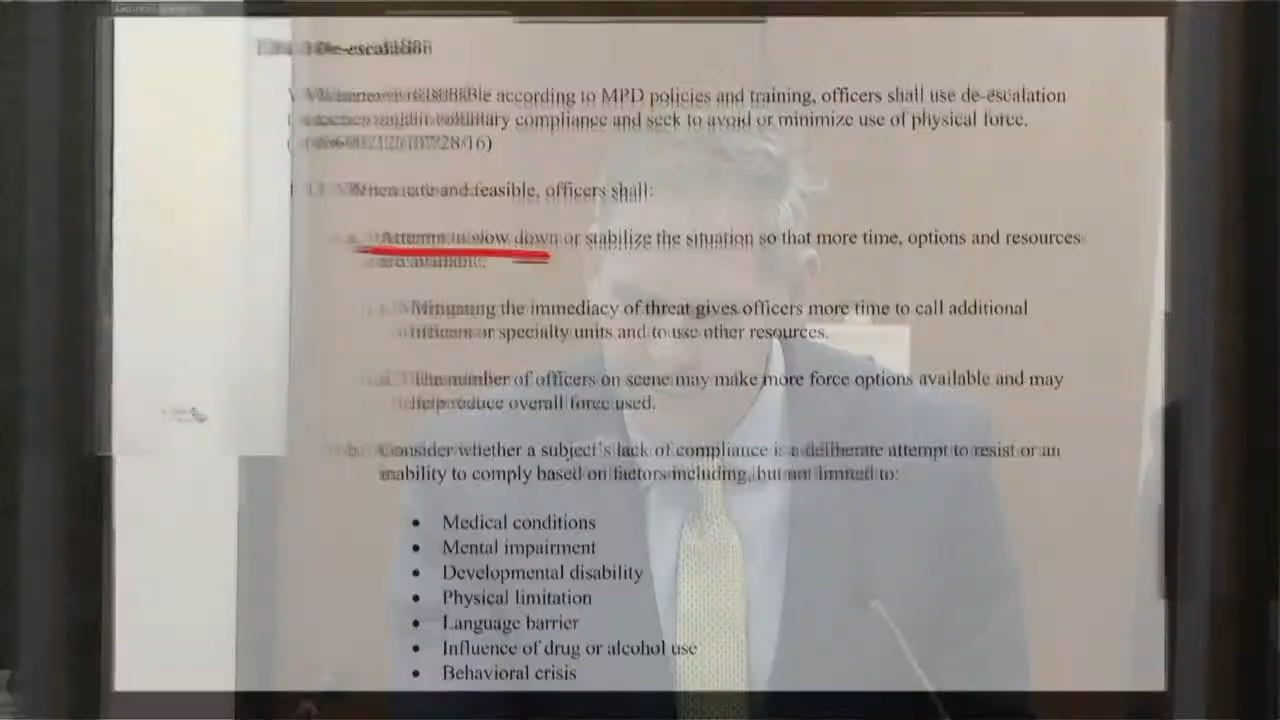 De-escalation
according to MPD policies and training, officers shall use de-escalation
voluntary compliance and seek to avoid or minimize use of physical force.
and feasible, officers shall:
slow down or stabilize the situation so that more time, options and resources
are available.
the immediacy of threat gives officers more time to call additional
or specialty units and to use other resources.
The number of officers on scene may make more force options available and may
help reduce overall force used.
Consider whether a subject's lack of compliance is a deliberate attempt to resist or an
inability to comply based on factors including, but not limited to:
• Medical conditions
• Mental impairment
• Developmental disability
• Physical limitation
• Language barrier
• Influence of drug or alcohol use
• Behavioral crisis